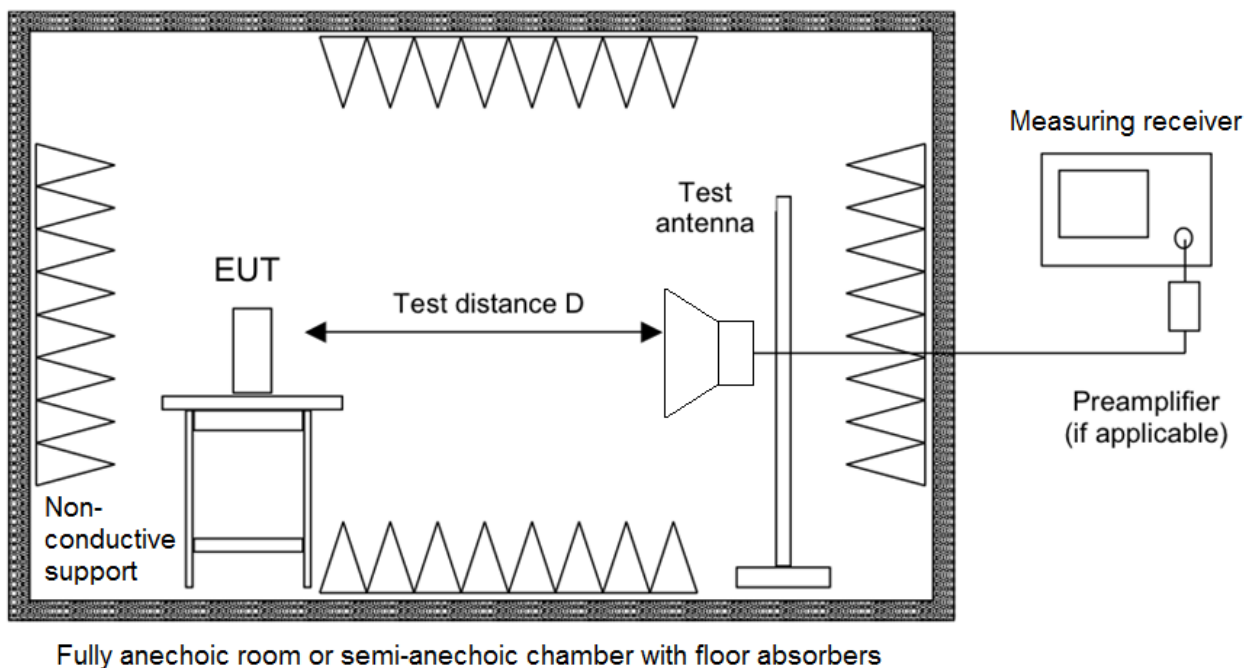 Measuring receiver
Test
antenna
EUT
Test distance D
Preamplifier
(if applicable)
Non-
conductive
support
Fully anechoic room or semi-anechoic chamber with floor absorbers